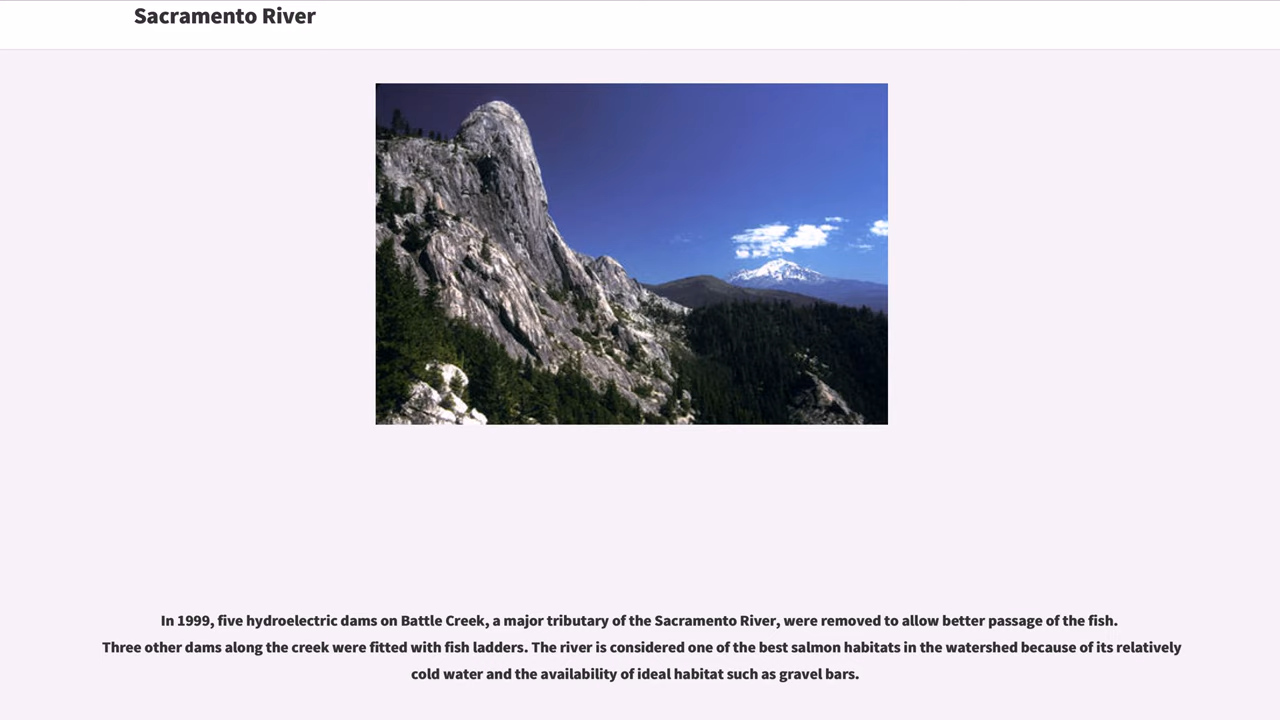 Sacramento River
In 1999, five hydroelectric dams on Battle Creek, a major tributary of the Sacramento River, were removed to allow better passage of the fish.
Three other dams along the creek were fitted with fish ladders. The river is considered one of the best salmon habitats in the watershed because of its relatively
cold water and the availability of ideal habitat such as gravel bars.